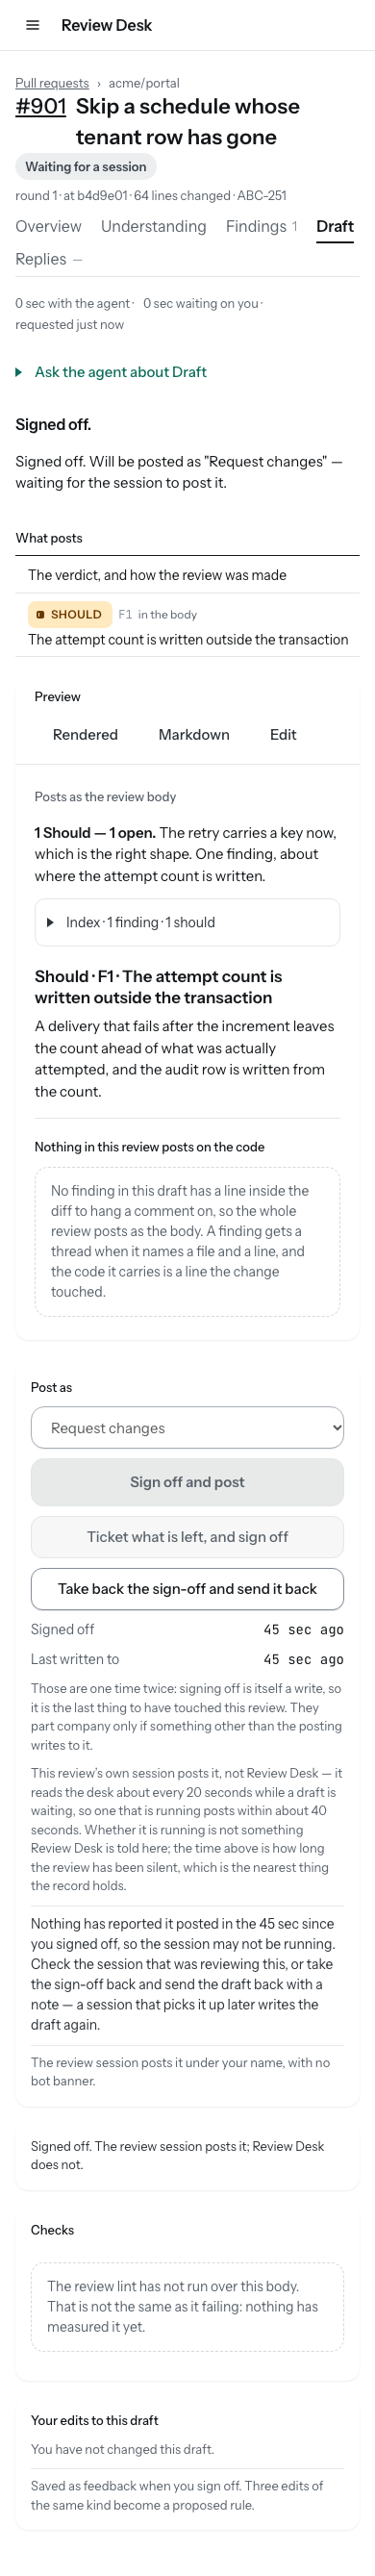 Review Desk
Pull requests › acme/portal
#901 Skip a schedule whose
tenant row has gone
Waiting for a session
round 1 · at b4d9e01 · 64 lines changed · ABC-251
Overview Understanding Findings 1 Draft
Replies —
0 sec with the agent · 0 sec waiting on you ·
requested just now
Ask the agent about Draft
Signed off.
Signed off. Will be posted as "Request changes" —
waiting for the session to post it.
What posts
The verdict, and how the review was made
SHOULD F1 in the body
The attempt count is written outside the transaction
Preview
Rendered Markdown Edit
Posts as the review body
1 Should — 1 open. The retry carries a key now,
which is the right shape. One finding, about
where the attempt count is written.
Index · 1 finding · 1 should
Should · F1 · The attempt count is
written outside the transaction
A delivery that fails after the increment leaves
the count ahead of what was actually
attempted, and the audit row is written from
the count.
Nothing in this review posts on the code
No finding in this draft has a line inside the
diff to hang a comment on, so the whole
review posts as the body. A finding gets a
thread when it names a file and a line, and
the code it carries is a line the change
touched.
Post as
Request changes
Sign off and post
Ticket what is left, and sign off
Take back the sign-off and send it back
Signed off 45 sec ago
Last written to 45 sec ago
Those are one time twice: signing off is itself a write, so
it is the last thing to have touched this review. They
part company only if something other than the posting
writes to it.
This review's own session posts it, not Review Desk — it
reads the desk about every 20 seconds while a draft is
waiting, so one that is running posts within about 40
seconds. Whether it is running is not something
Review Desk is told here; the time above is how long
the review has been silent, which is the nearest thing
the record holds.
Nothing has reported it posted in the 45 sec since
you signed off, so the session may not be running.
Check the session that was reviewing this, or take
the sign-off back and send the draft back with a
note — a session that picks it up later writes the
draft again.
The review session posts it under your name, with no
bot banner.
Signed off. The review session posts it; Review Desk
does not.
Checks
The review lint has not run over this body.
That is not the same as it failing: nothing has
measured it yet.
Your edits to this draft
You have not changed this draft.
Saved as feedback when you sign off. Three edits of
the same kind become a proposed rule.